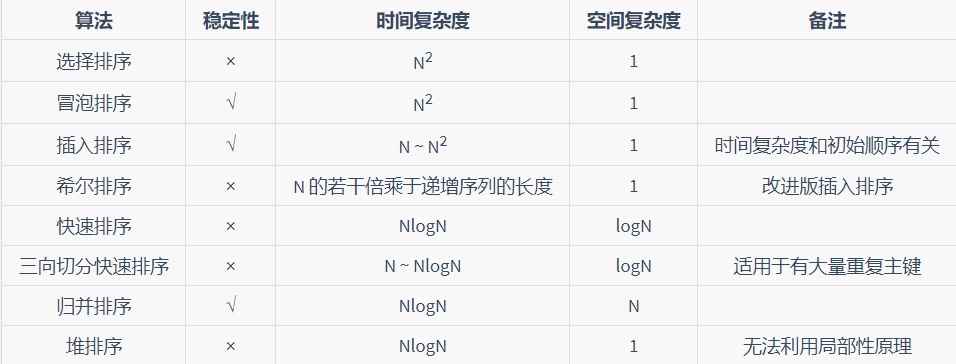 算法 稳定性 时间复杂度 空间复杂度 备注
选择排序 × N² 1
冒泡排序 √ N² 1
插入排序 √ N ~ N² 1 时间复杂度和初始顺序有关
希尔排序 × N 的若干倍乘于递增序列的长度 1 改进版插入排序
快速排序 × NlogN logN
三向切分快速排序 × N ~ NlogN logN 适用于有大量重复主键
归并排序 √ NlogN N
堆排序 × NlogN 1 无法利用局部性原理